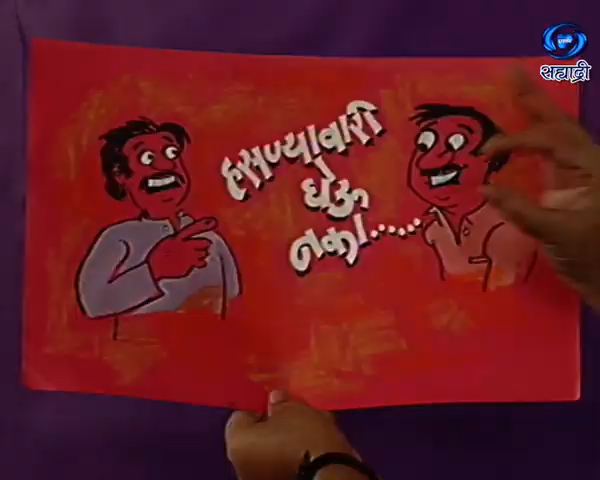 हसण्यावारी
घेऊ
नका.....
सह्याद्री